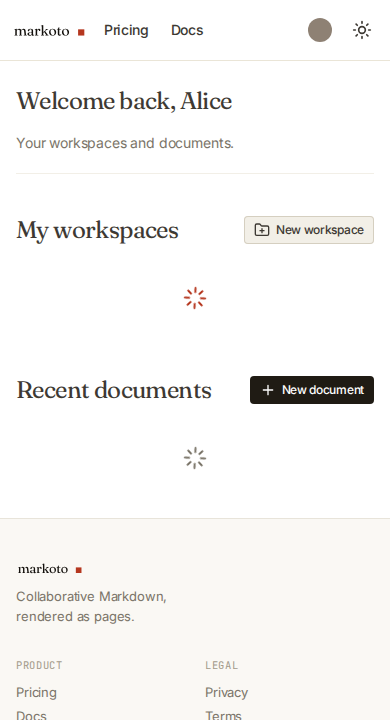 markoto
Pricing
Docs
Welcome back, Alice
Your workspaces and documents.
My workspaces
New workspace
Recent documents
New document
markoto
Collaborative Markdown,
rendered as pages.
PRODUCT
LEGAL
Pricing
Privacy
Docs
Terms